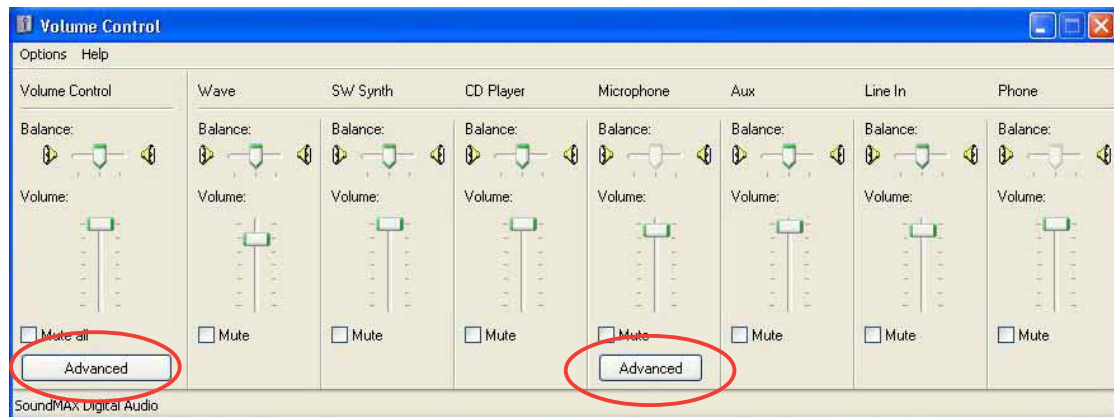 Volume Control
Options Help
Volume Control Wave SW Synth CD Player Microphone Aux Line In Phone
Balance: Balance: Balance: Balance: Balance: Balance: Balance: Balance:
Volume: Volume: Volume: Volume: Volume: Volume: Volume: Volume:
Mute all Mute Mute Mute Mute Mute Mute Mute
Advanced Advanced
SoundMAX Digital Audio